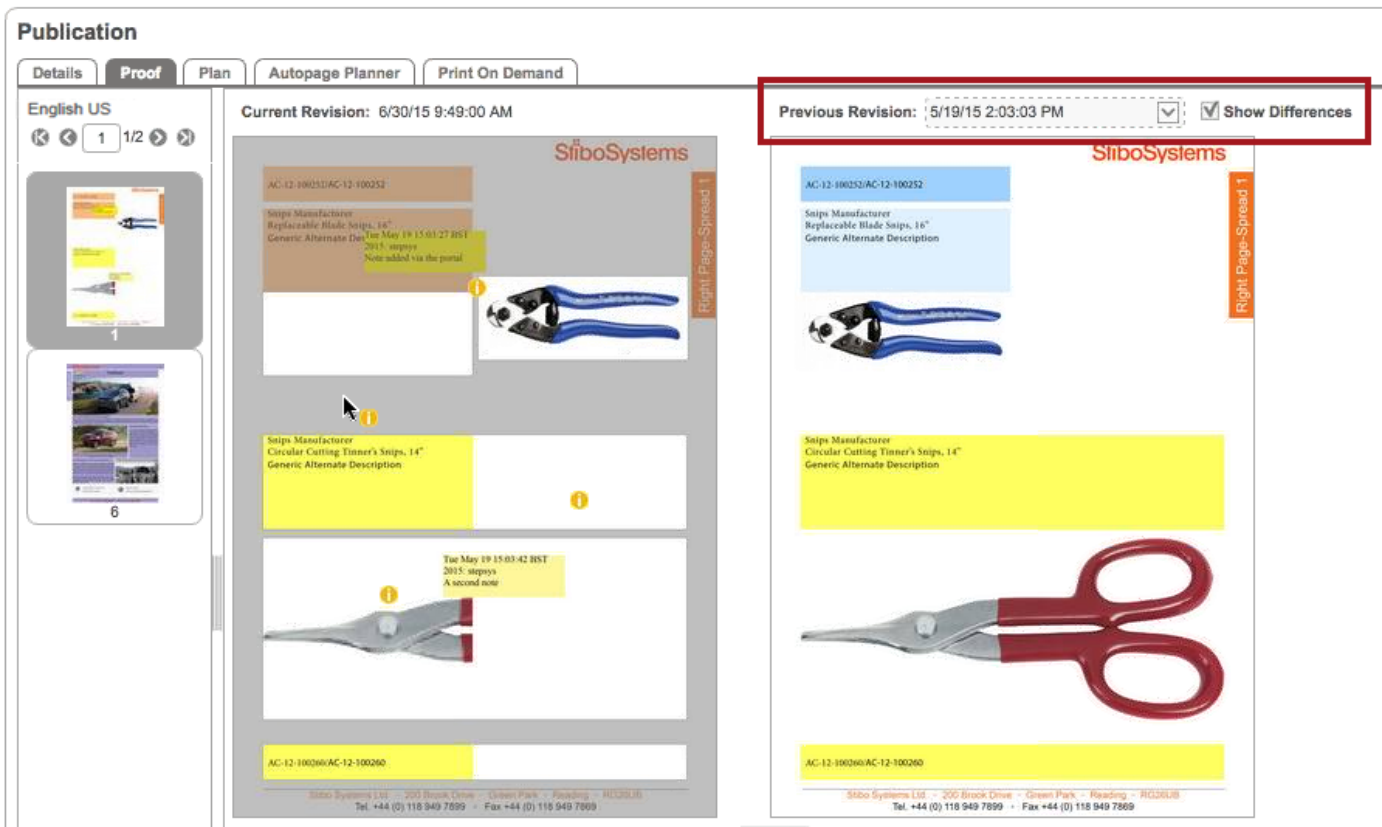 Publication
Details
Proof
Plan
Autopage Planner
Print On Demand
English US
1
1/2
1
6
Current Revision: 6/30/15 9:49:00 AM
StiboSystems
AC-12-100252/AC-12-100252
Snips Manufacturer
Replaceable Blade Snips, 16"
Generic Alternate Des
Tue May 19 15:03:27 BST
2015: stepsys
Note added via the portal
Right Page-Spread 1
Snips Manufacturer
Circular Cutting Tinner's Snips, 14"
Generic Alternate Description
Tue May 19 15:03:42 BST
2015: stepsys
A second note
AC-12-100260/AC-12-100260
Stibo Systems Ltd. - 200 Brook Drive - Green Park - Reading - RG26UB
Tel. +44 (0) 118 949 7899 - Fax +44 (0) 118 949 7869
Previous Revision: 5/19/15 2:03:03 PM
Show Differences
StiboSystems
AC-12-100252/AC-12-100252
Snips Manufacturer
Replaceable Blade Snips, 16"
Generic Alternate Description
Right Page-Spread 1
Snips Manufacturer
Circular Cutting Tinner's Snips, 14"
Generic Alternate Description
AC-12-100260/AC-12-100260
Stibo Systems Ltd. - 200 Brook Drive - Green Park - Reading - RG26UB
Tel. +44 (0) 118 949 7899 - Fax +44 (0) 118 949 7869